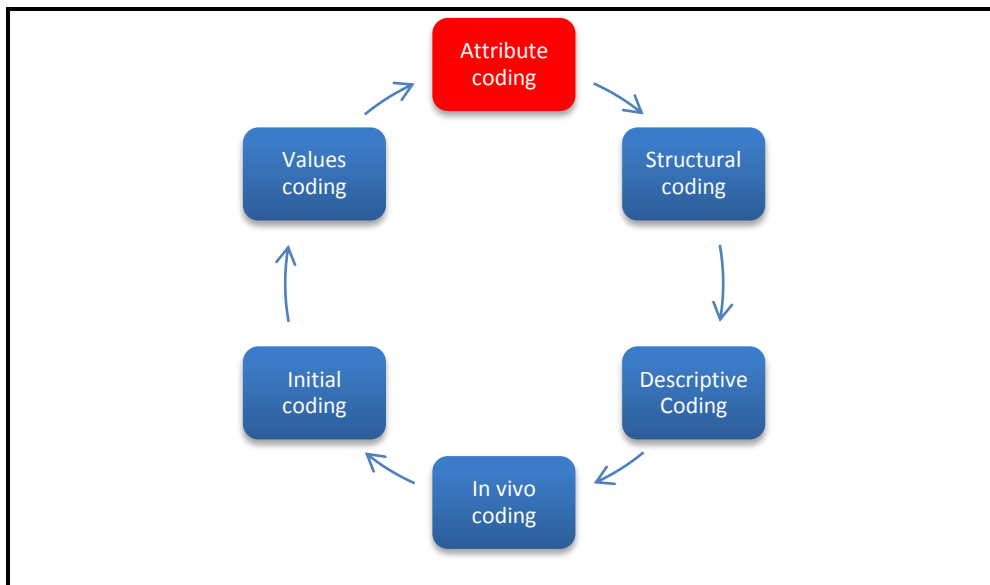 Attribute
coding
Structural
coding
Descriptive
Coding
In vivo
coding
Initial
coding
Values
coding